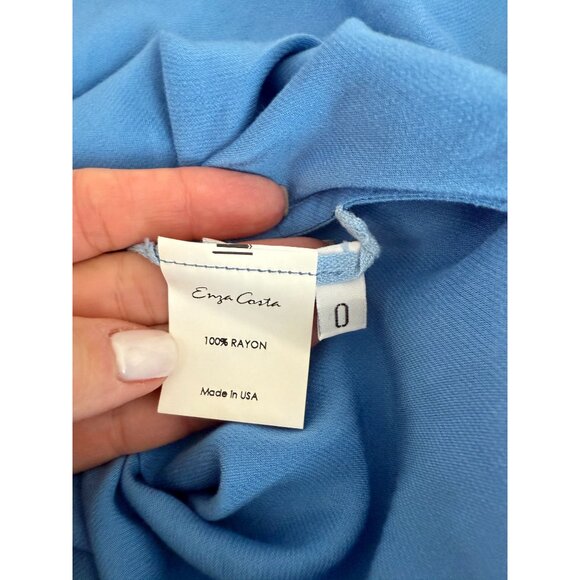 Enza Costa
100% RAYON
Made in USA
0